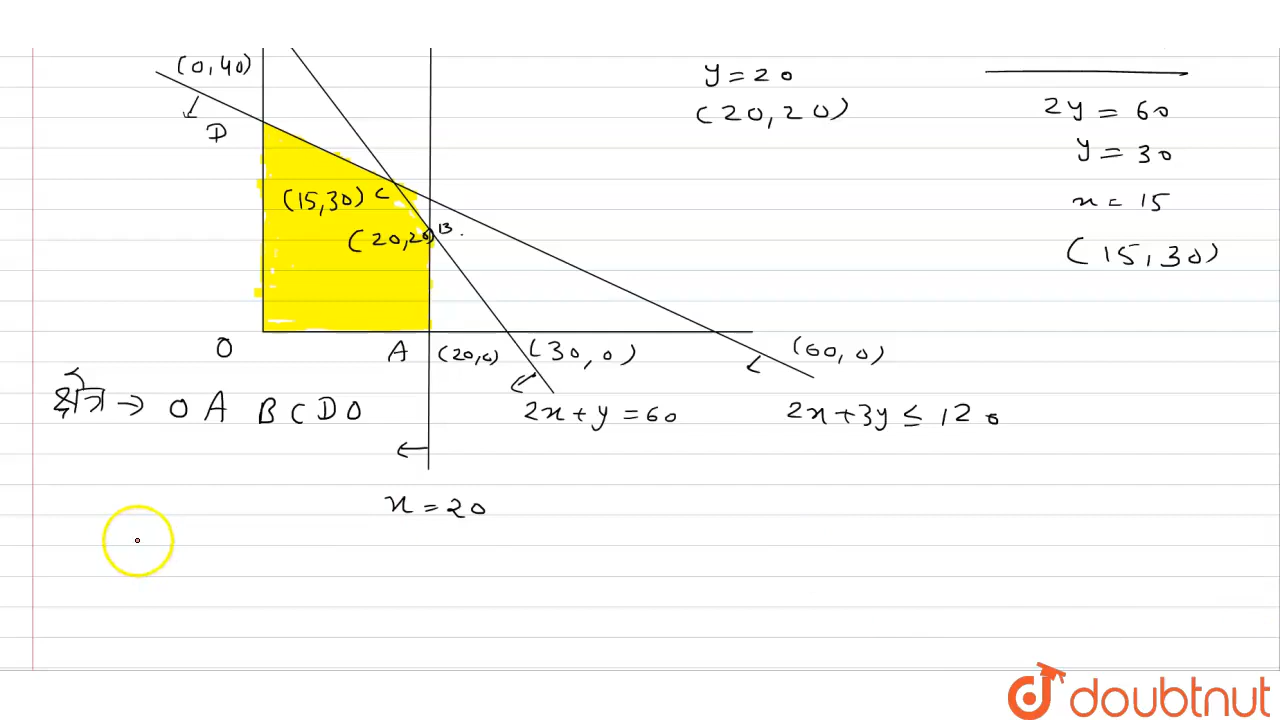 (0,40)
D
(15,30) C
(20,20) B.
O
A
(20,0)
(30,0)
(60,0)
क्षेत्र → O A B C D O
2x+y=60
2x+3y ≤ 120
x=20
y=20
(20,20)
2y=60
y=30
x=15
(15,30)
doubtnut